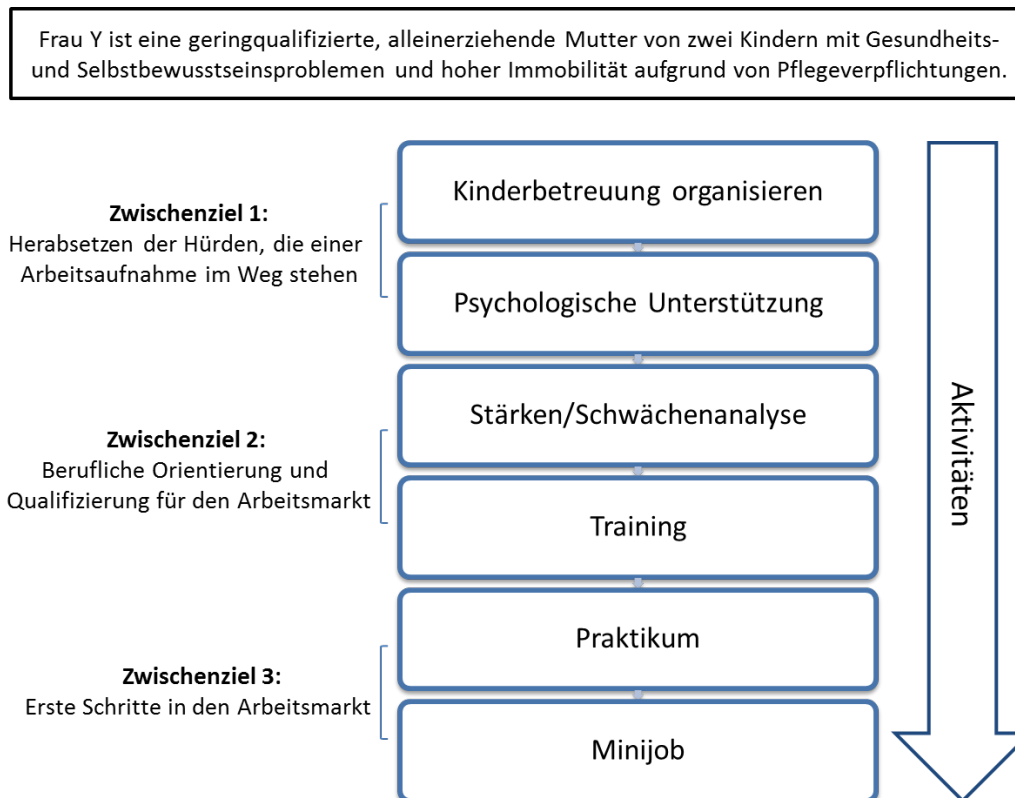 Frau Y ist eine geringqualifizierte, alleinerziehende Mutter von zwei Kindern mit Gesundheits-
und Selbstbewusstseinsproblemen und hoher Immobilität aufgrund von Pflegeverpflichtungen.
Zwischenziel 1:
Herabsetzen der Hürden, die einer
Arbeitsaufnahme im Weg stehen
Kinderbetreuung organisieren
Psychologische Unterstützung
Zwischenziel 2:
Berufliche Orientierung und
Qualifizierung für den Arbeitsmarkt
Stärken/Schwächenanalyse
Training
Zwischenziel 3:
Erste Schritte in den Arbeitsmarkt
Praktikum
Minijob
Aktivitäten